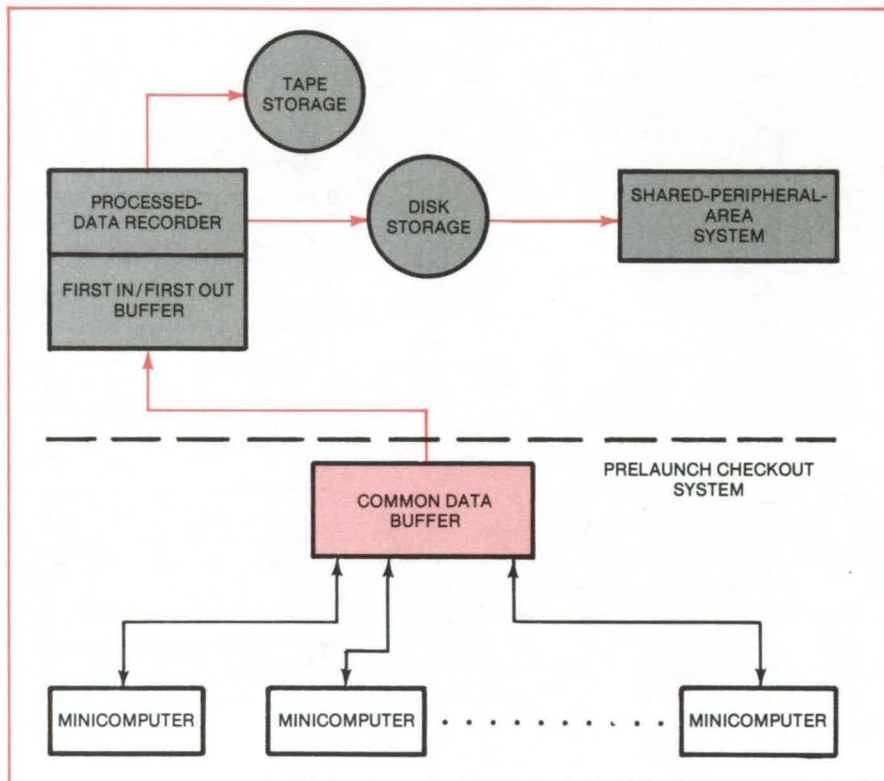 TAPE
STORAGE
PROCESSED-
DATA RECORDER
DISK
STORAGE
SHARED-PERIPHERAL-
AREA
SYSTEM
FIRST IN/FIRST OUT
BUFFER
PRELAUNCH CHECKOUT
SYSTEM
COMMON DATA
BUFFER
MINICOMPUTER
MINICOMPUTER
MINICOMPUTER